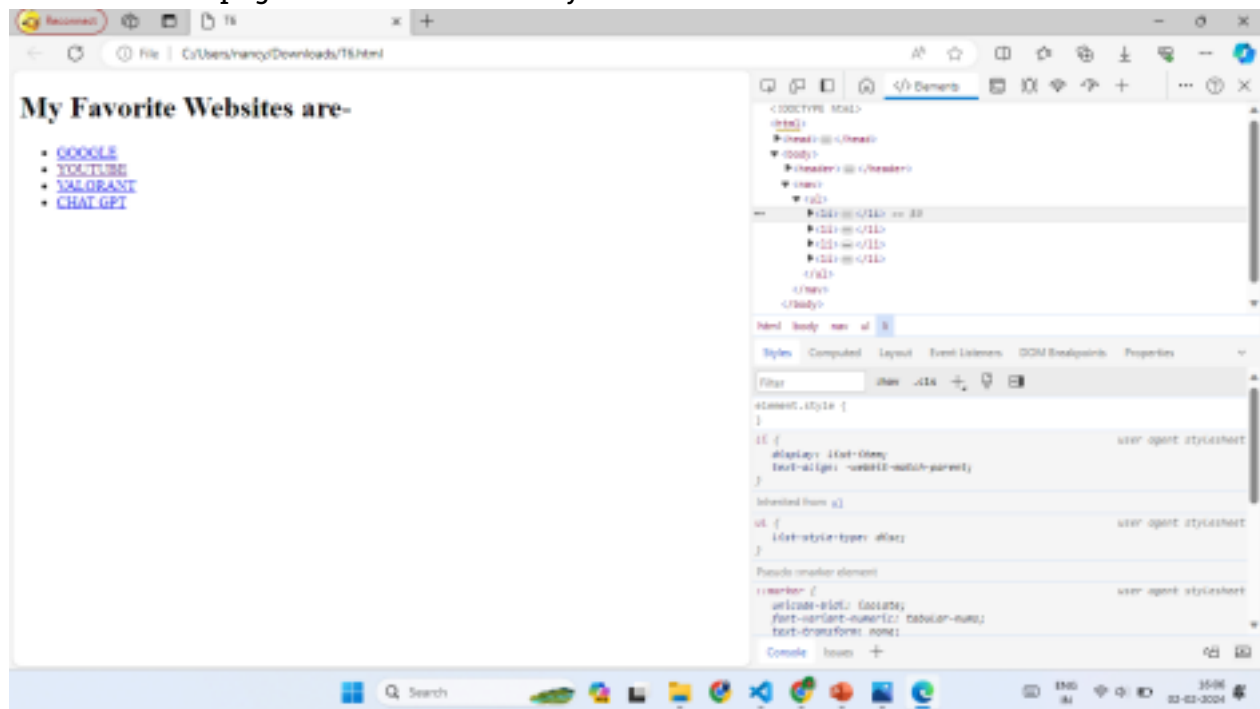 Reconnect
T6
File | C:/Users/nancy/Downloads/T6.html
My Favorite Websites are-
• GOOGLE
• YOUTUBE
• VALORANT
• CHAT GPT
</> Elements
<!DOCTYPE html>
<html>
<head> </head>
<body>
<header> </header>
<nav>
<ul>
<li> </li> == $0
<li> </li>
<li> </li>
<li> </li>
</ul>
</nav>
</body>
html body nav ul li
Styles Computed Layout Event Listeners DOM Breakpoints Properties
Filter :hov .cls
element.style {
}
li { user agent stylesheet
display: list-item;
text-align: -webkit-match-parent;
}
Inherited from ul
ul { user agent stylesheet
list-style-type: disc;
}
Pseudo ::marker element
::marker { user agent stylesheet
unicode-bidi: isolate;
font-variant-numeric: tabular-nums;
text-transform: none;
Console Issues
Search
ENG
IN
02-02-2024